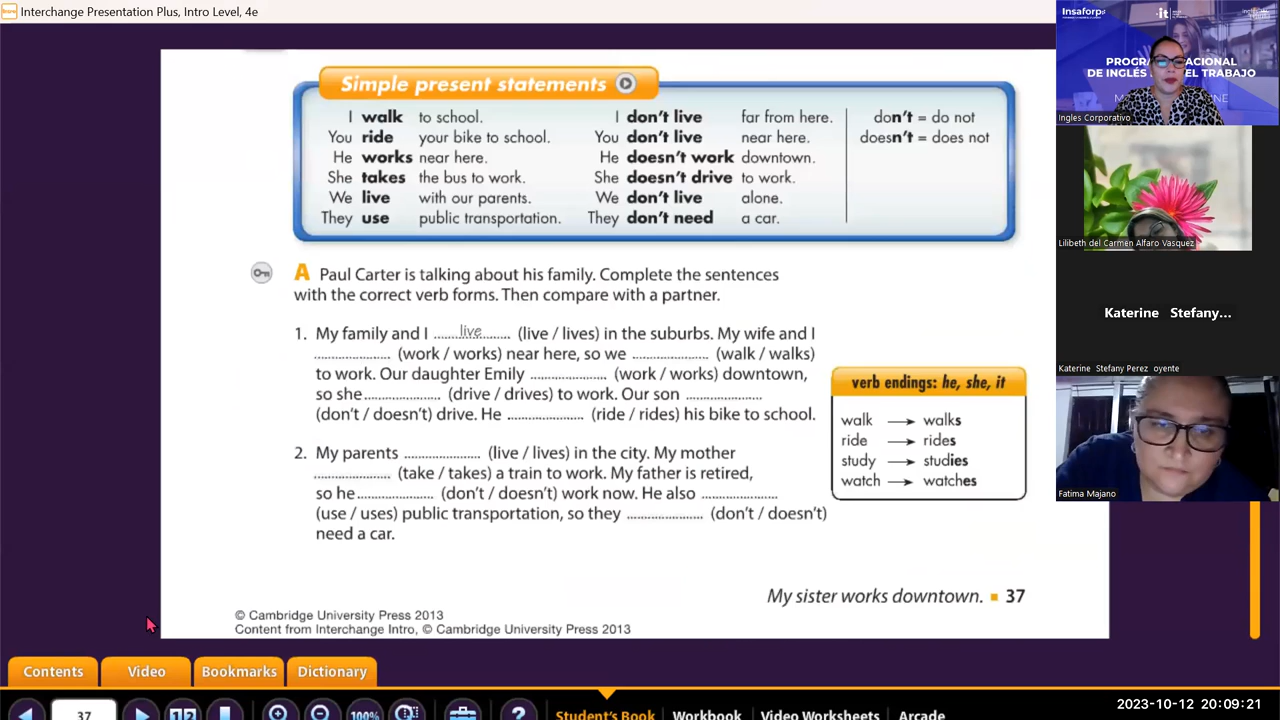 Interchange Presentation Plus, Intro Level, 4e
Simple present statements
I walk to school. I don't live far from here. don't = do not
You ride your bike to school. You don't live near here. doesn't = does not
He works near here. He doesn't work downtown.
She takes the bus to work. She doesn't drive to work.
We live with our parents. We don't live alone.
They use public transportation. They don't need a car.
A Paul Carter is talking about his family. Complete the sentences
with the correct verb forms. Then compare with a partner.
1. My family and I ....live.... (live / lives) in the suburbs. My wife and I
.................... (work / works) near here, so we .................... (walk / walks)
to work. Our daughter Emily .................... (work / works) downtown,
so she .................... (drive / drives) to work. Our son ....................
(don't / doesn't) drive. He .................... (ride / rides) his bike to school.
2. My parents .................... (live / lives) in the city. My mother
.................... (take / takes) a train to work. My father is retired,
so he .................... (don't / doesn't) work now. He also ....................
(use / uses) public transportation, so they .................... (don't / doesn't)
need a car.
verb endings: he, she, it
walk → walks
ride → rides
study → studies
watch → watches
My sister works downtown. ▪ 37
© Cambridge University Press 2013
Content from Interchange Intro, © Cambridge University Press 2013
Contents Video Bookmarks Dictionary
37 1 2 100% ?
Student's Book Workbook Video Worksheets Arcade
Insaforp
it
PROGR ACIONAL
DE INGLÉS EL TRABAJO
Ingles Corporativo
Lilibeth del Carmen Alfaro Vasquez
Katerine Stefany...
Katerine Stefany Perez oyente
Fatima Majano
2023-10-12 20:09:21